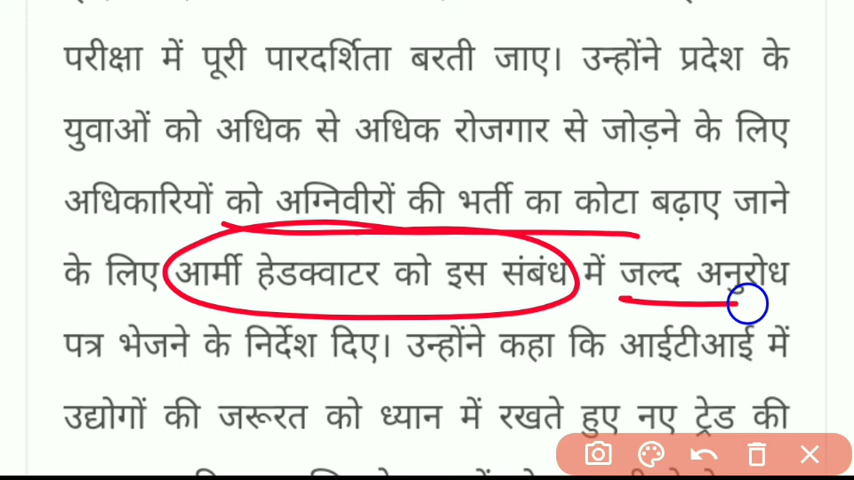 परीक्षा में पूरी पारदर्शिता बरती जाए। उन्होंने प्रदेश के
युवाओं को अधिक से अधिक रोजगार से जोड़ने के लिए
अधिकारियों को अग्निवीरों की भर्ती का कोटा बढ़ाए जाने
के लिए आर्मी हेडक्वाटर को इस संबंध में जल्द अनुरोध
पत्र भेजने के निर्देश दिए। उन्होंने कहा कि आईटीआई में
उद्योगों की जरूरत को ध्यान में रखते हुए नए ट्रेड की